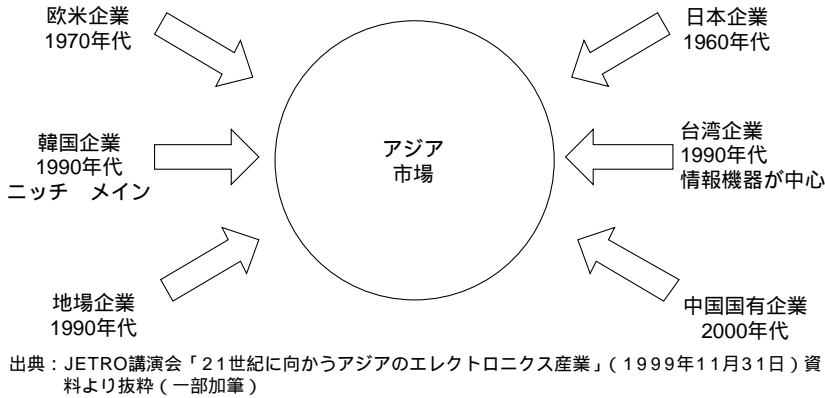 欧米企業
1970年代
日本企業
1960年代
韓国企業
1990年代
ニッチ　メイン
アジア
市場
台湾企業
1990年代
情報機器が中心
地場企業
1990年代
中国国有企業
2000年代
出典：JETRO講演会「21世紀に向かうアジアのエレクトロニクス産業」（1999年11月31日）資
料より抜粋（一部加筆）